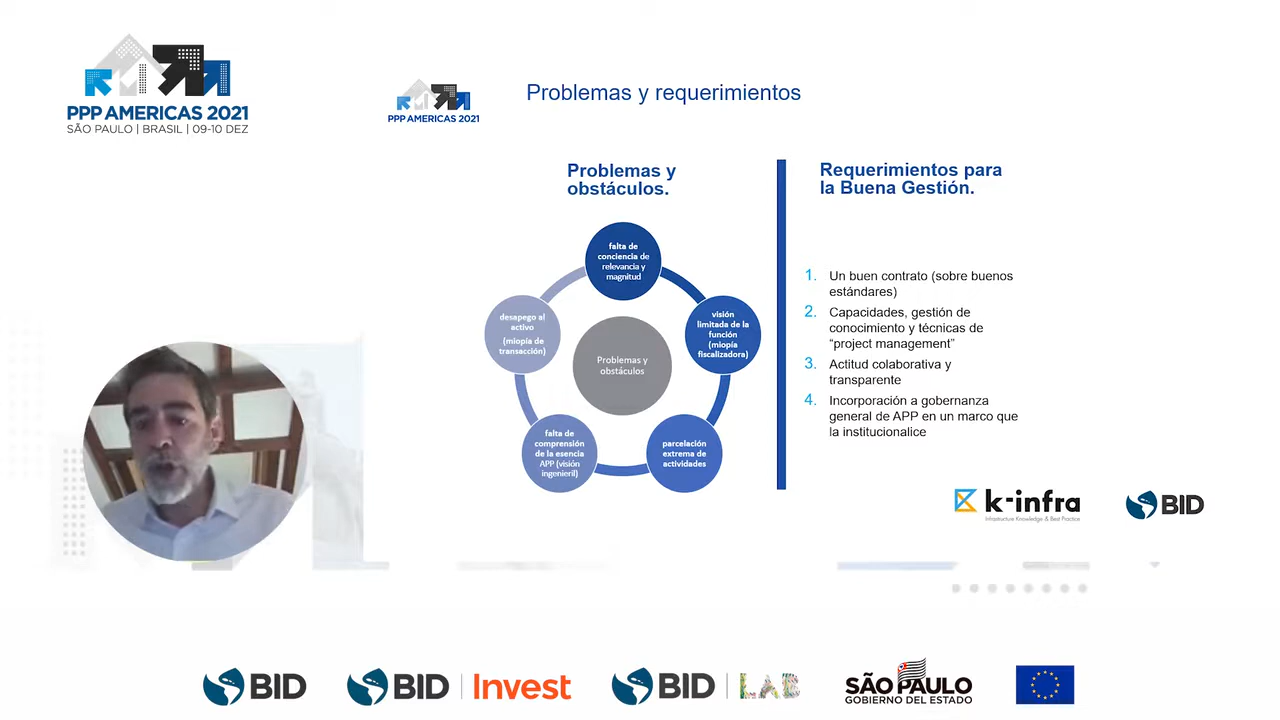 PPP AMERICAS 2021
SÃO PAULO | BRASIL | 09-10 DEZ
PPP AMERICAS 2021
Problemas y requerimientos
Problemas y
obstáculos.
falta de
conciencia de
relevancia y
magnitud
visión
limitada de la
función
(miopía
fiscalizadora)
parcelación
extrema de
actividades
falta de
comprensión
de la esencia
APP (visión
ingenieril)
desapego al
activo
(miopía de
transacción)
Problemas y
obstáculos
Requerimientos para
la Buena Gestión.
1. Un buen contrato (sobre buenos
estándares)
2. Capacidades, gestión de
conocimiento y técnicas de
“project management”
3. Actitud colaborativa y
transparente
4. Incorporación a gobernanza
general de APP en un marco que
la institucionalice
k-infra
Infrastructure Knowledge & Best Practice
BID
BID
BID | Invest
BID | LAB
SÃO PAULO
GOBIERNO DEL ESTADO